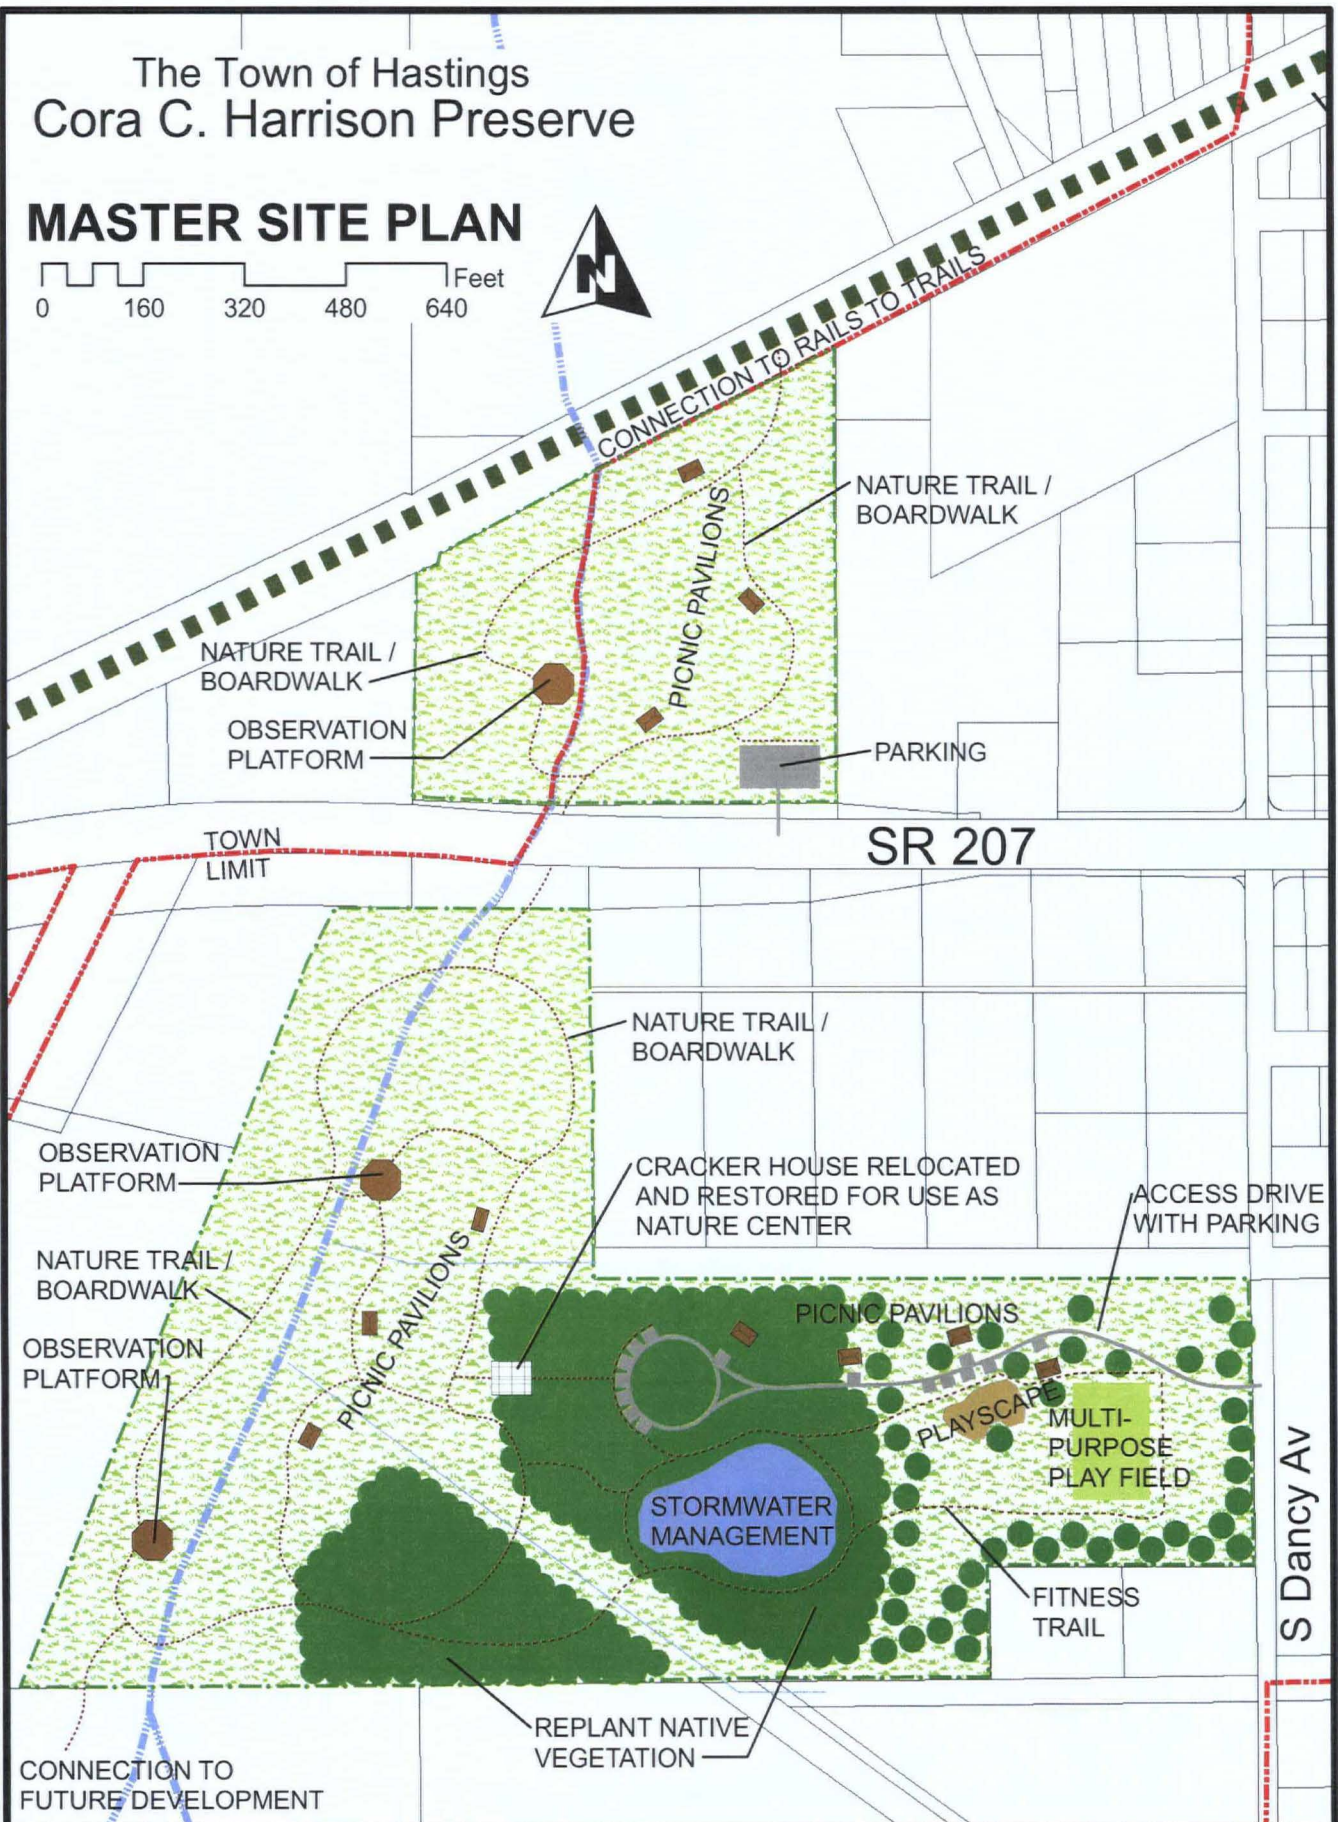 The Town of Hastings
Cora C. Harrison Preserve
MASTER SITE PLAN
Feet
0 160 320 480 640
N
CONNECTION TO RAILS TO TRAILS
NATURE TRAIL /
BOARDWALK
PICNIC PAVILIONS
NATURE TRAIL /
BOARDWALK
OBSERVATION
PLATFORM
PARKING
SR 207
TOWN
LIMIT
NATURE TRAIL /
BOARDWALK
OBSERVATION
PLATFORM
CRACKER HOUSE RELOCATED
AND RESTORED FOR USE AS
NATURE CENTER
ACCESS DRIVE
WITH PARKING
NATURE TRAIL /
BOARDWALK
PICNIC PAVILIONS
PICNIC PAVILIONS
OBSERVATION
PLATFORM
PLAYSCAPE
MULTI-
PURPOSE
PLAY FIELD
STORMWATER
MANAGEMENT
S Dancy Av
FITNESS
TRAIL
REPLANT NATIVE
VEGETATION
CONNECTION TO
FUTURE DEVELOPMENT